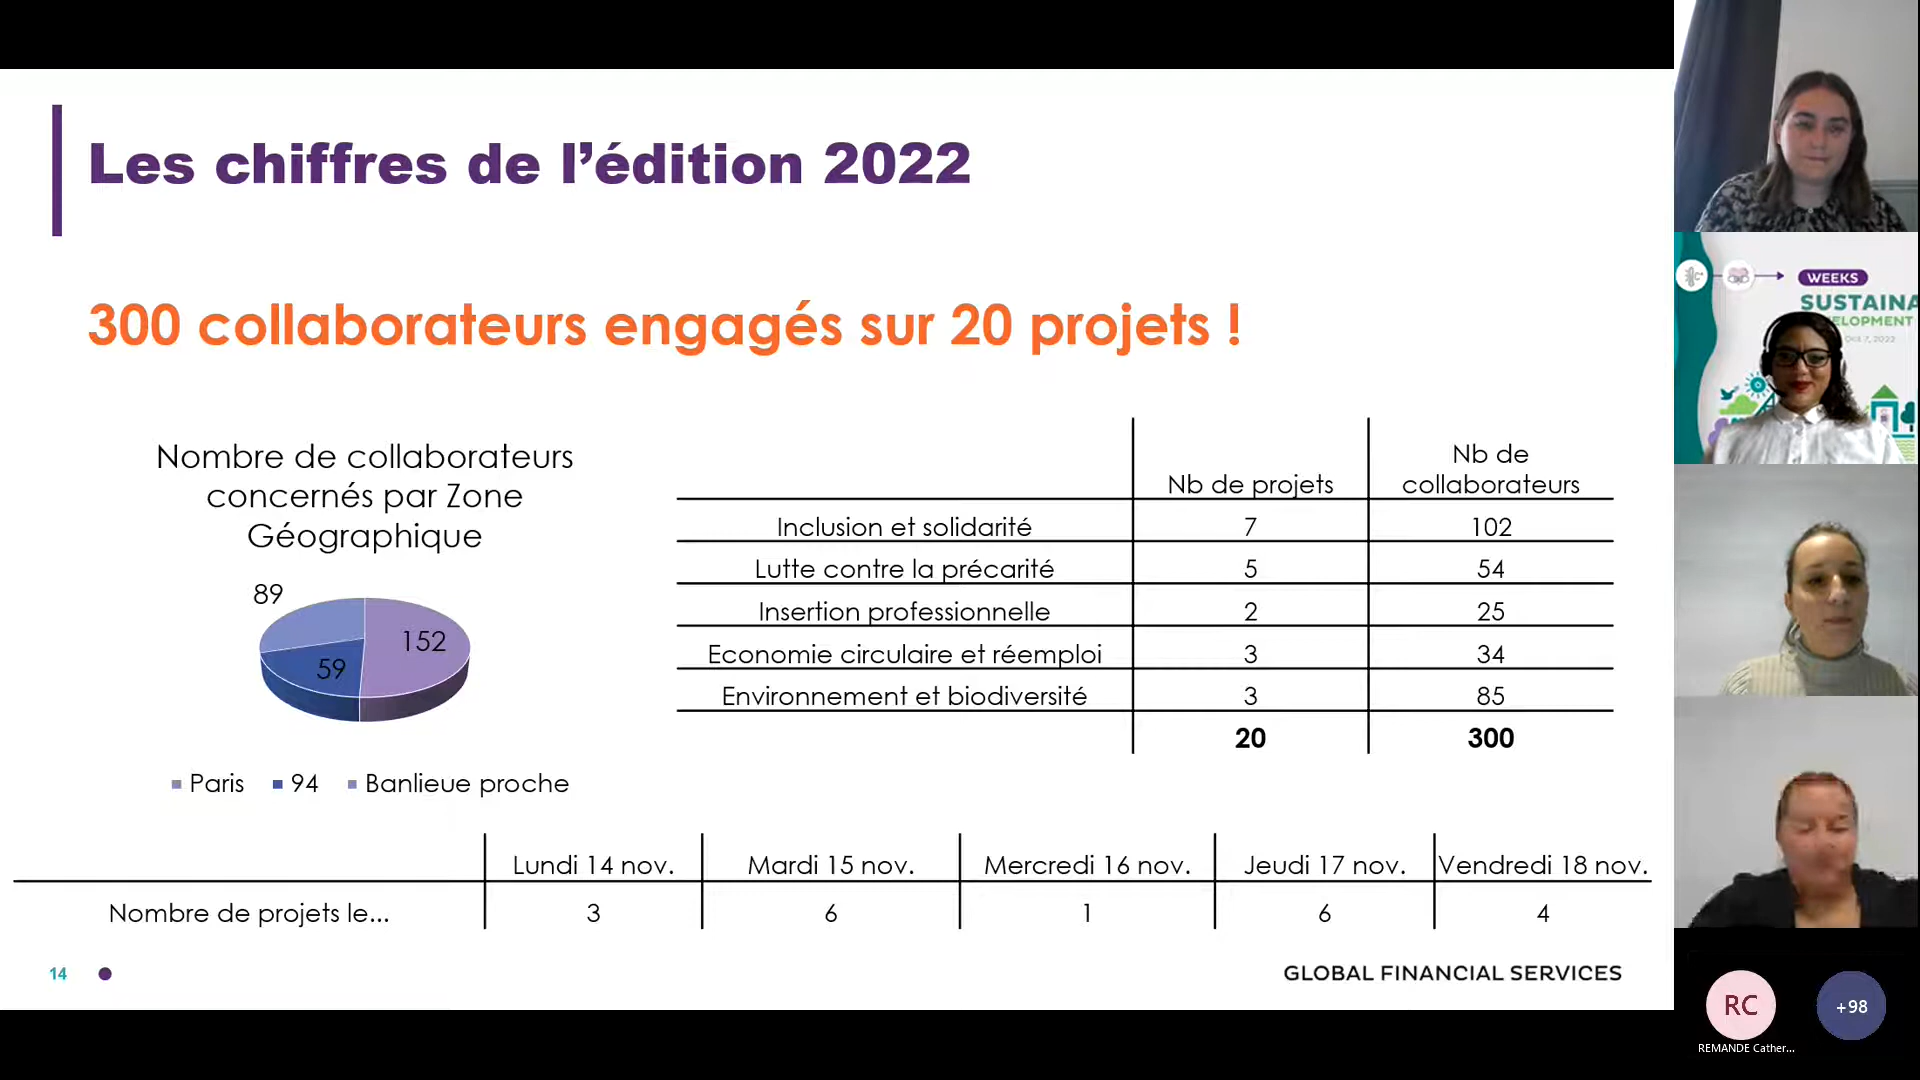 Les chiffres de l’édition 2022
300 collaborateurs engagés sur 20 projets !
Nombre de collaborateurs
concernés par Zone
Géographique
89
152
59
Paris 94 Banlieue proche
Nb de projets Nb de collaborateurs
Inclusion et solidarité 7 102
Lutte contre la précarité 5 54
Insertion professionnelle 2 25
Economie circulaire et réemploi 3 34
Environnement et biodiversité 3 85
20 300
Lundi 14 nov. Mardi 15 nov. Mercredi 16 nov. Jeudi 17 nov. Vendredi 18 nov.
Nombre de projets le... 3 6 1 6 4
14
GLOBAL FINANCIAL SERVICES
WEEKS
SUSTAINA
ELOPMENT
7, 2022
RC
+98
REMANDE Cather...